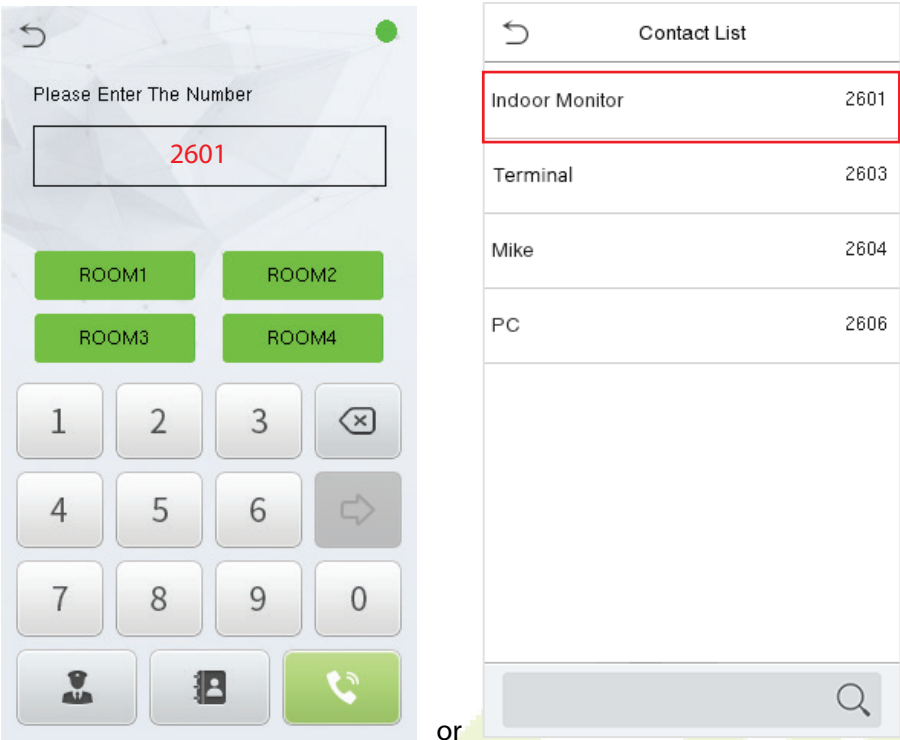 Please Enter The Number
2601
ROOM1 ROOM2
ROOM3 ROOM4
1 2 3
4 5 6
7 8 9 0
or
Contact List
Indoor Monitor 2601
Terminal 2603
Mike 2604
PC 2606